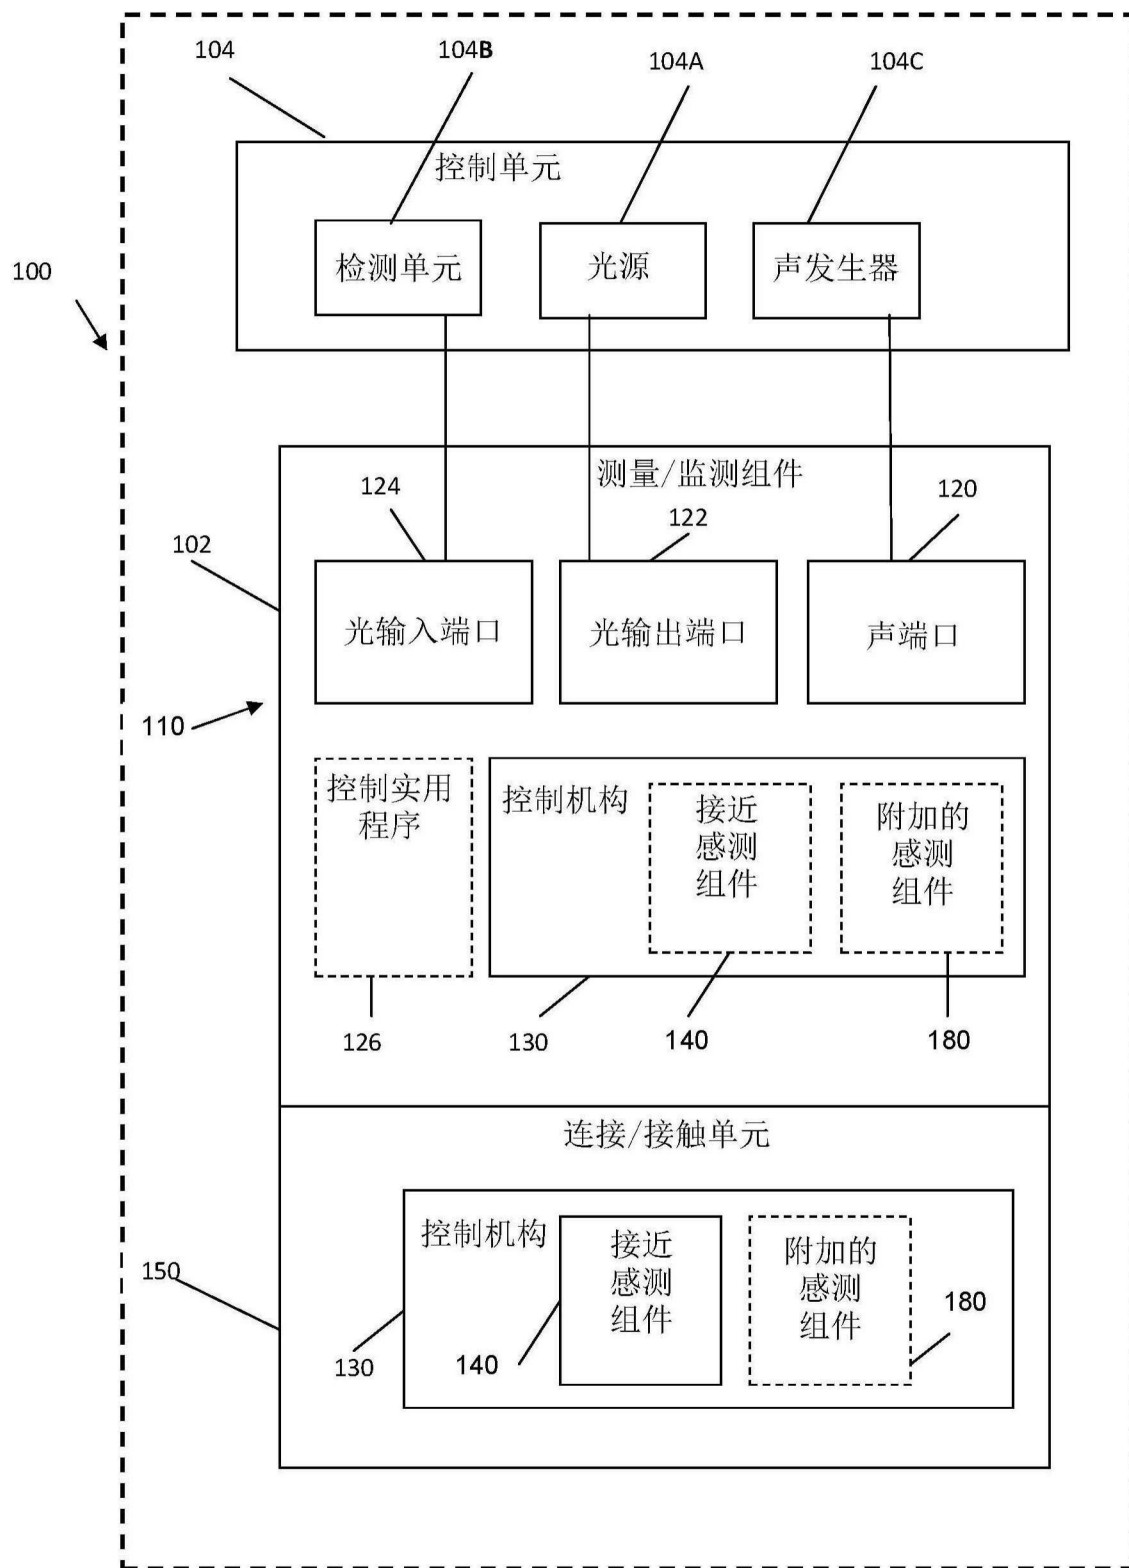 104
104B
104A
104C
控制单元
检测单元
光源
声发生器
100
测量/监测组件
124
122
120
102
光输入端口
光输出端口
声端口
110
控制实用
程序
控制机构
接近
感测
组件
附加的
感测
组件
126
130
140
180
连接/接触单元
150
控制机构
接近
感测
组件
附加的
感测
组件
130
140
180